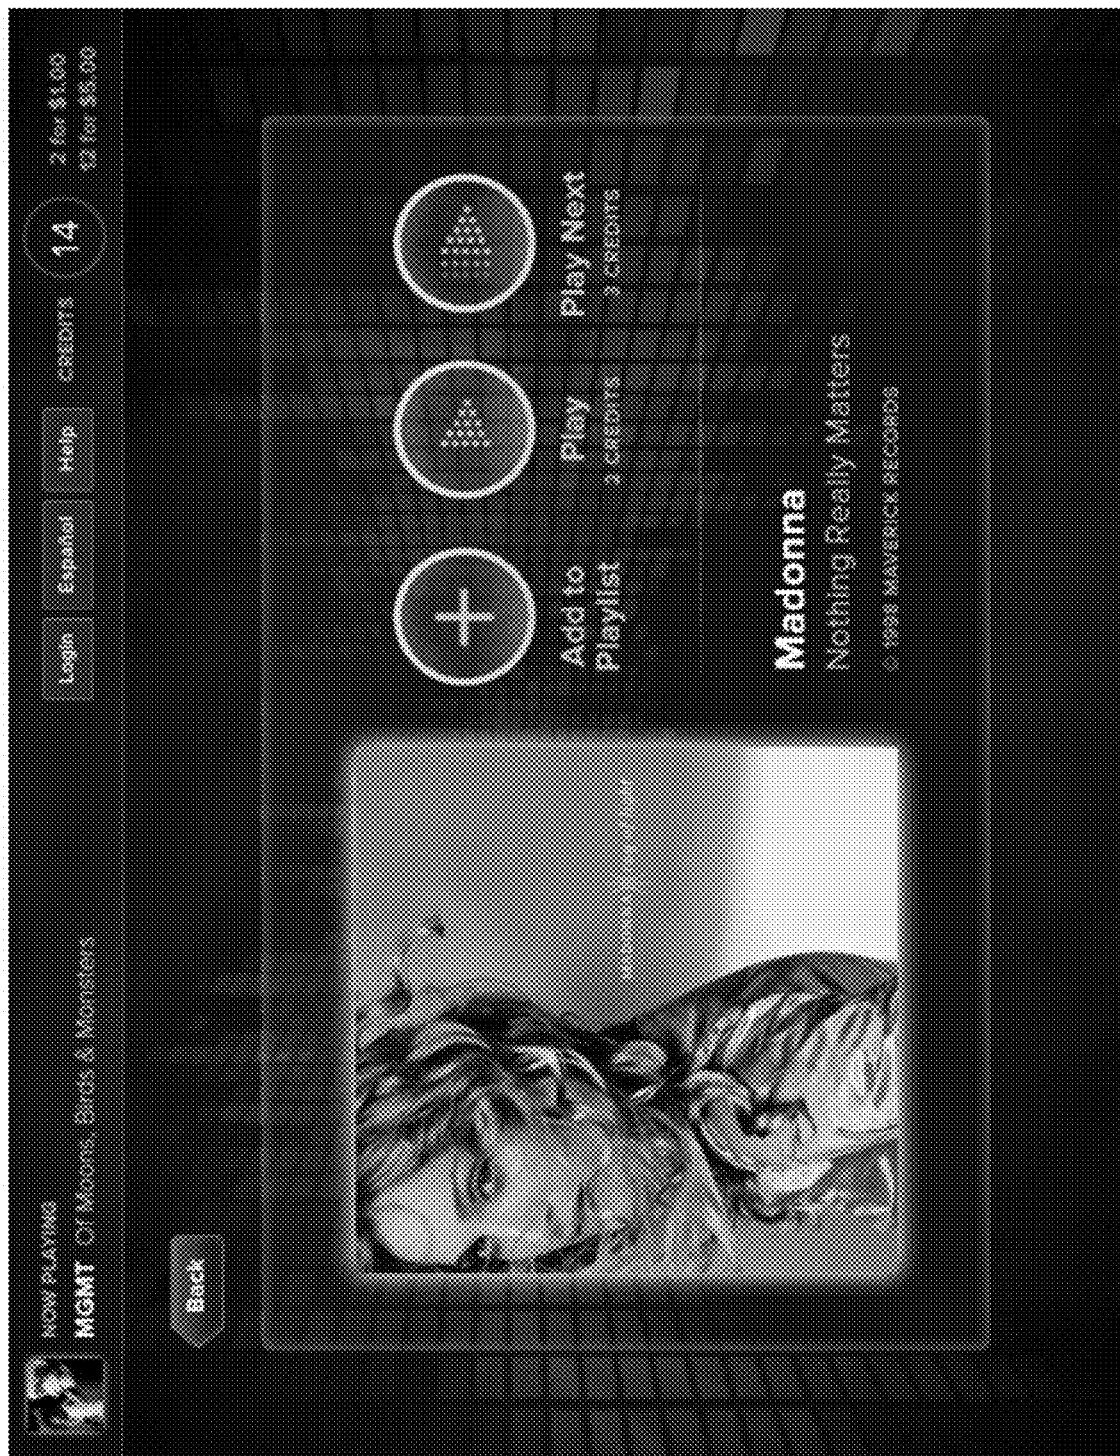 NOW PLAYING
MGMT Of Moons, Birds & Monsters
Login
Español
Help
CREDITS
14
2 for $1.00
12 for $5.00
Back
Add to
Playlist
Play
2 CREDITS
Play Next
3 CREDITS
Madonna
Nothing Really Matters
© 1998 MAVERICK RECORDS